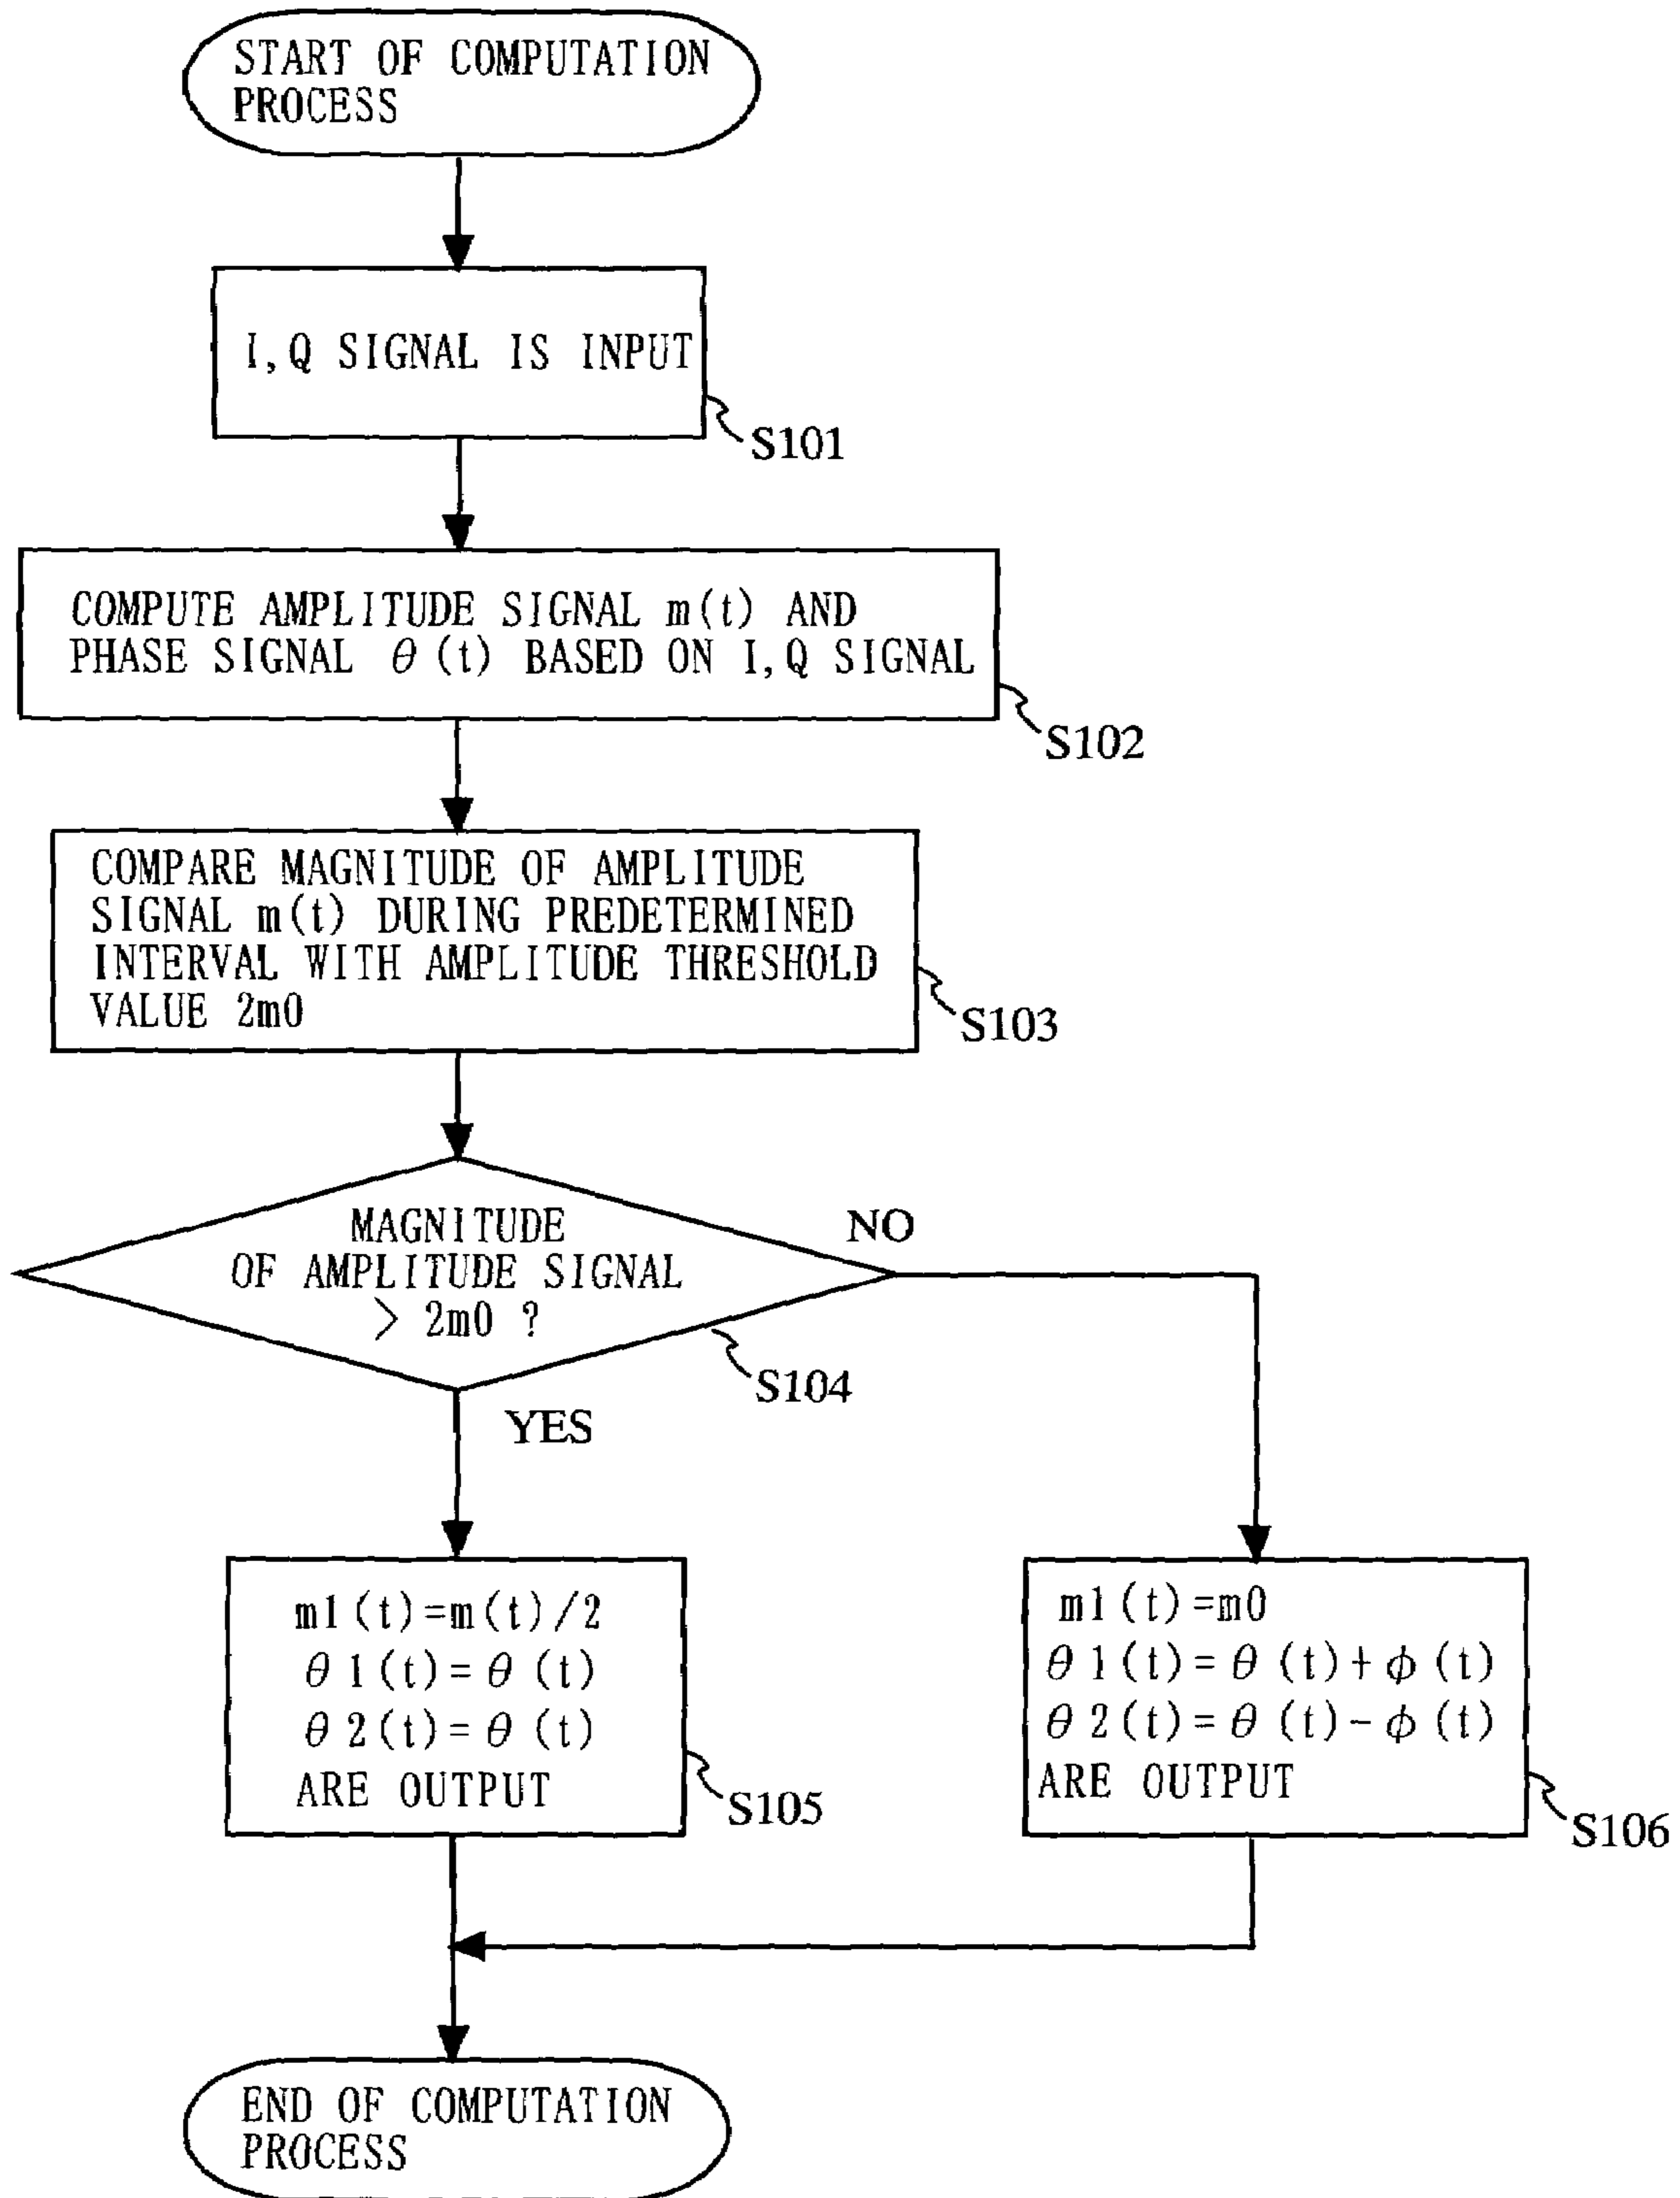 START OF COMPUTATION
PROCESS
I,Q SIGNAL IS INPUT
S101
COMPUTE AMPLITUDE SIGNAL m(t) AND
PHASE SIGNAL θ(t) BASED ON I,Q SIGNAL
S102
COMPARE MAGNITUDE OF AMPLITUDE
SIGNAL m(t) DURING PREDETERMINED
INTERVAL WITH AMPLITUDE THRESHOLD
VALUE 2m0
S103
MAGNITUDE
OF AMPLITUDE SIGNAL
> 2m0 ?
NO
S104
YES
m1(t)=m(t)/2
θ1(t)=θ(t)
θ2(t)=θ(t)
ARE OUTPUT
S105
m1(t)=m0
θ1(t)=θ(t)+φ(t)
θ2(t)=θ(t)-φ(t)
ARE OUTPUT
S106
END OF COMPUTATION
PROCESS